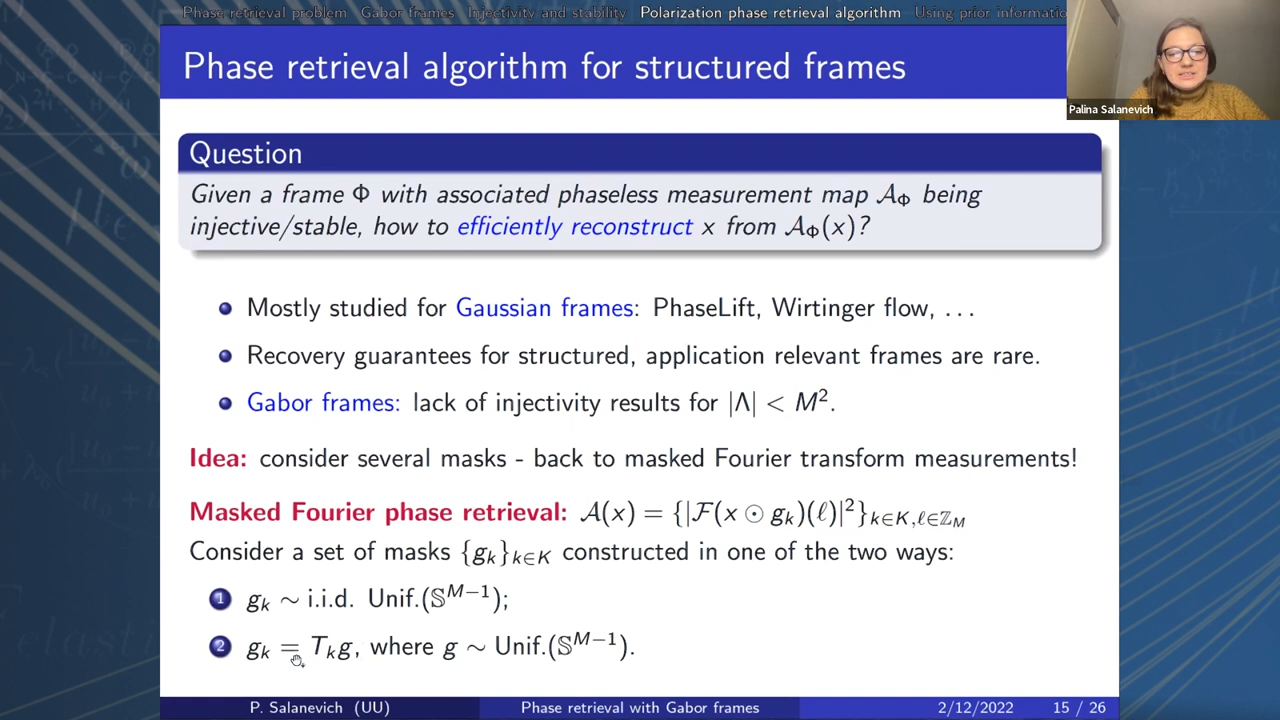 Phase retrieval problem Gabor frames Injectivity and stability Polarization phase retrieval algorithm Using prior informatio
Phase retrieval algorithm for structured frames
Palina Salanevich
Question
Given a frame Φ with associated phaseless measurement map 𝒜_Φ being
injective/stable, how to efficiently reconstruct x from 𝒜_Φ(x)?
Mostly studied for Gaussian frames: PhaseLift, Wirtinger flow, ...
Recovery guarantees for structured, application relevant frames are rare.
Gabor frames: lack of injectivity results for |Λ| < M².
Idea: consider several masks - back to masked Fourier transform measurements!
Masked Fourier phase retrieval: 𝒜(x) = {|ℱ(x ⊙ g_k)(ℓ)|²}_{k∈K,ℓ∈ℤ_M}
Consider a set of masks {g_k}_{k∈K} constructed in one of the two ways:
1 g_k ∼ i.i.d. Unif.(𝕊^{M−1});
2 g_k = T_k g, where g ∼ Unif.(𝕊^{M−1}).
P. Salanevich (UU) Phase retrieval with Gabor frames 2/12/2022 15 / 26